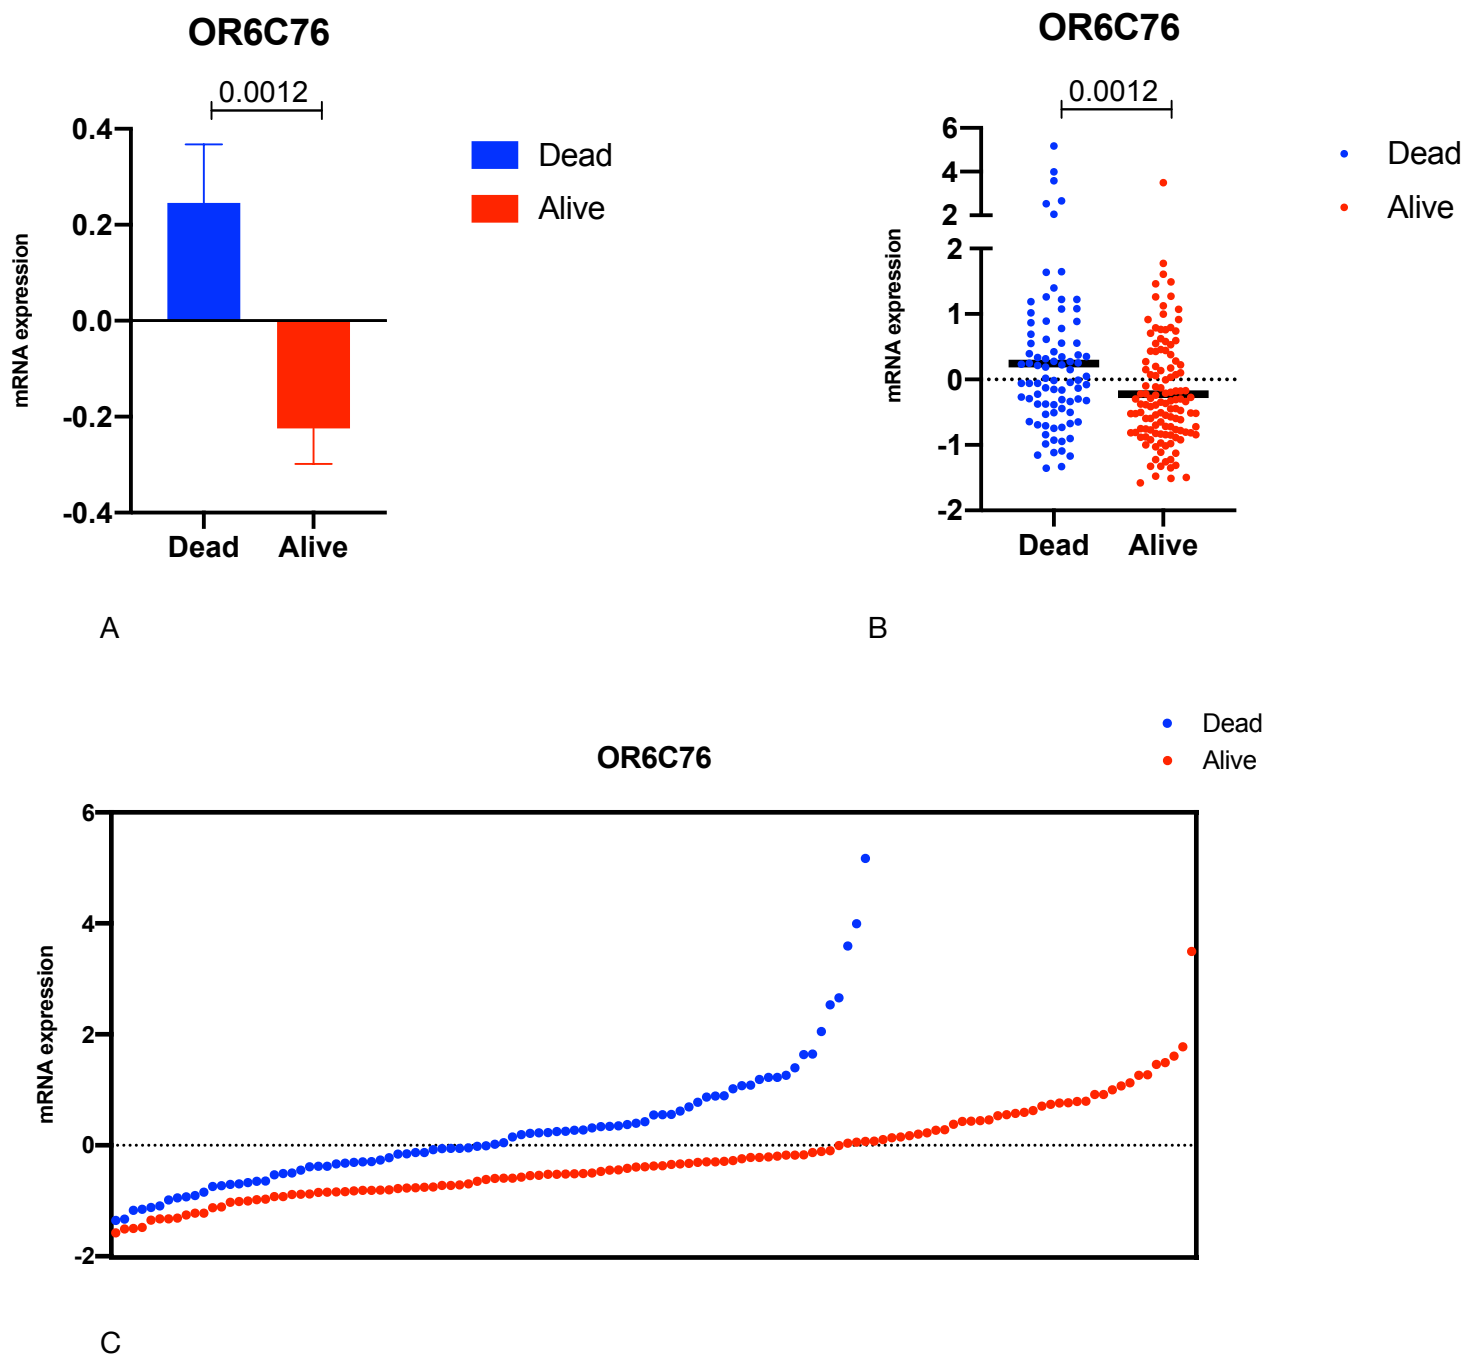 OR6C76
0.0012
0.4
0.2
0.0
-0.2
-0.4
mRNA expression
Dead
Alive
Dead
Alive
A
OR6C76
0.0012
6
4
2
2
1
0
-1
-2
mRNA expression
Dead
Alive
Dead
Alive
B
Dead
Alive
OR6C76
6
4
2
0
-2
mRNA expression
C